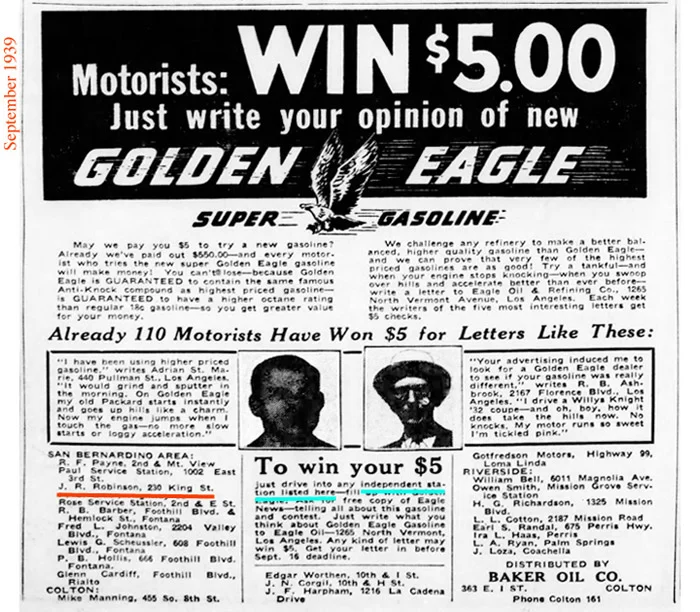 September 1939
Motorists: WIN $5.00
Just write your opinion of new
GOLDEN EAGLE
SUPER GASOLINE
May we pay you $5 to try a new gasoline?
Already we've paid out $550.00—and every motor-
ist who tries the new super Golden Eagle gasoline
will make money! You can't lose—because Golden
Eagle is GUARANTEED to contain the same famous
Anti-Knock compound as highest priced gasoline—
is GUARANTEED to have a higher octane rating
than regular 18c gasoline—so you get greater value
for your money.
We challenge any refinery to make a better bal-
anced, higher quality gasoline than Golden Eagle—
and we can prove that very few of the highest
priced gasolines are as good! Try a tankful—and
when your engine stops knocking—when you swoop
over hills and accelerate better than ever before—
write a letter to Eagle Oil & Refining Co., 1265
North Vermont Avenue, Los Angeles. Each week
the writers of the five most interesting letters get
$5 checks.
Already 110 Motorists Have Won $5 for Letters Like These:
"I have been using higher priced
gasoline," writes Adrian St. Ma-
rie, 440 Pullman St., Los Angeles.
"It would grind and sputter in
the morning. On Golden Eagle
my old Packard starts instantly
and goes up hills like a charm.
Now my engine jumps when I
touch the gas—no more slow
starts or loggy acceleration."
"Your advertising induced me to
look for a Golden Eagle dealer
to see if your gasoline was really
different," writes R. B. Ash-
brook, 2167 Florence Blvd., Los
Angeles. "I drive a Willys Knight
'32 coupe—and oh, boy, how it
does take the hills now. No
knocks. My motor runs so sweet
I'm tickled pink."
SAN BERNARDINO AREA:
R. F. Payne, 2nd & Mt. View
Paul Service Station, 1002 East
3rd St.
J. R. Robinson, 230 King St.
Rose Service Station, 2nd & E St.
R. B. Barber, Foothill Blvd. &
Hemlock St., Fontana
Fred L. Johnston, 2204 Valley
Blvd., Fontana
Lewis G. Scheussler, 608 Foothill
Blvd., Fontana
P. B. Hollis, 666 Foothill Blvd.
Fontana.
Glenn Cardiff, Foothill Blvd.,
Rialto
COLTON:
Mike Manning, 455 So. 8th St.
To win your $5
just drive into any independent sta-
tion listed here—fill up with Golden
Eagle. Ask for free copy of Eagle
News—telling all about this gasoline
and contest. Just write what you
think about Golden Eagle Gasoline
to Eagle Oil—1265 North Vermont,
Los Angeles. Any kind of letter may
win $5. Get your letter in before
Sept. 16 deadline.
Edgar Worthen, 10th & I St.
J. N. Corgil, 10th & H St.
J. F. Harpham, 1216 La Cadena
Drive
Gotfredson Motors, Highway 99,
Loma Linda
RIVERSIDE:
William Bell, 6011 Magnolia Ave.
Owen Smith, Mission Grove Serv-
ice Station
H. G. Richardson, 1325 Mission
Blvd.
L. L. Cotton, 2187 Mission Road
Earl S. Randal, 675 Perris Hwy.
Ira L. Haas, Perris
L. A. Ryan, Palm Springs
J. Loza, Coachella
DISTRIBUTED BY
BAKER OIL CO.
363 E. I ST. COLTON
Phone Colton 161